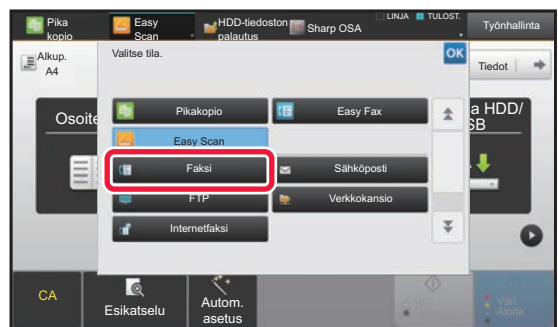 Pika
kopio
Easy
Scan
HDD-tiedoston
palautus
Sharp OSA
LINJA
TULOST.
Työnhallinta
Alkup.
A4
Valitse tila.
OK
Tiedot
Osoite
a HDD/
SB
Pikakopio
Easy Fax
Easy Scan
Faksi
Sähköposti
FTP
Verkkokansio
Internetfaksi
CA
Esikatselu
Autom.
asetus
Väri
Aloita